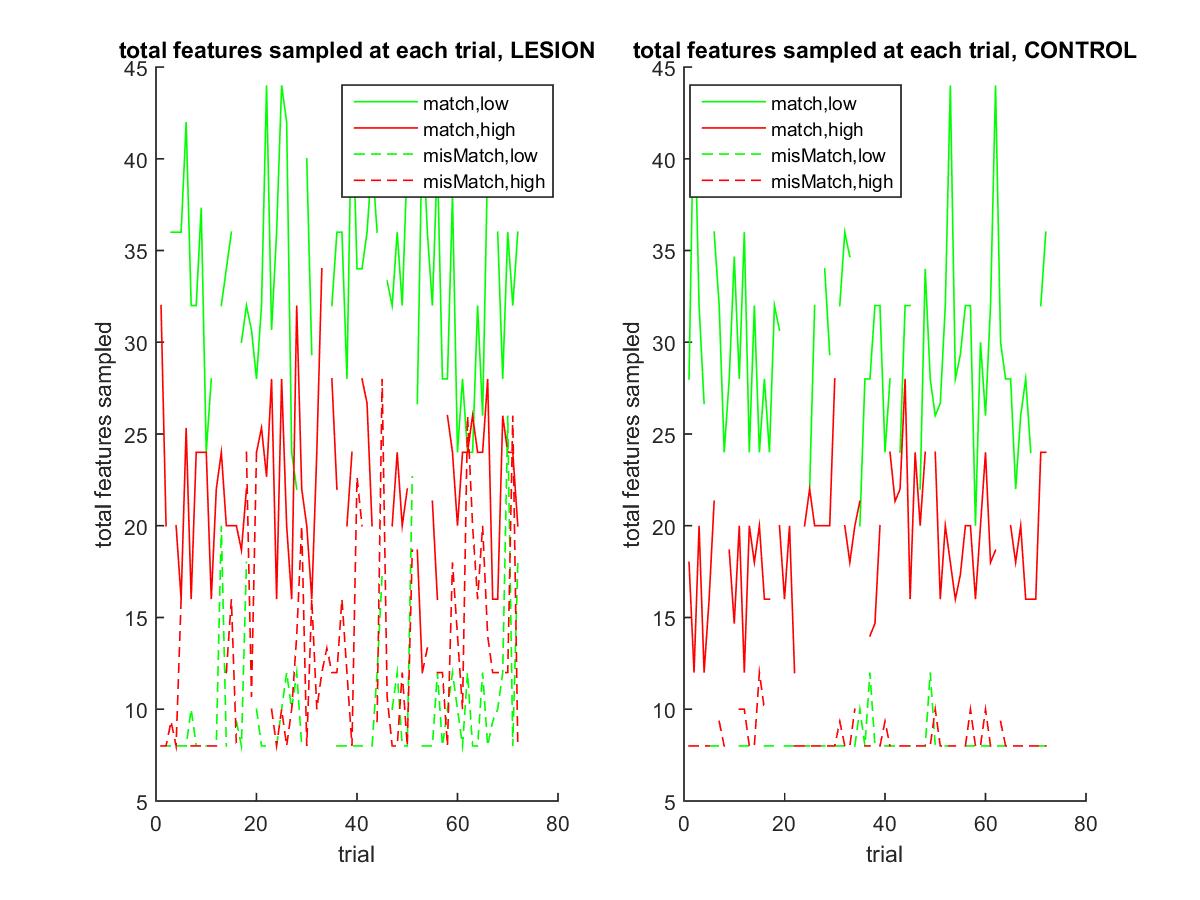 total features sampled at each trial, LESION
45
40
35
30
25
20
15
10
5
0
20
40
60
80
total features sampled
trial
match,low
match,high
misMatch,low
misMatch,high
total features sampled at each trial, CONTROL
45
40
35
30
25
20
15
10
5
0
20
40
60
80
total features sampled
trial
match,low
match,high
misMatch,low
misMatch,high